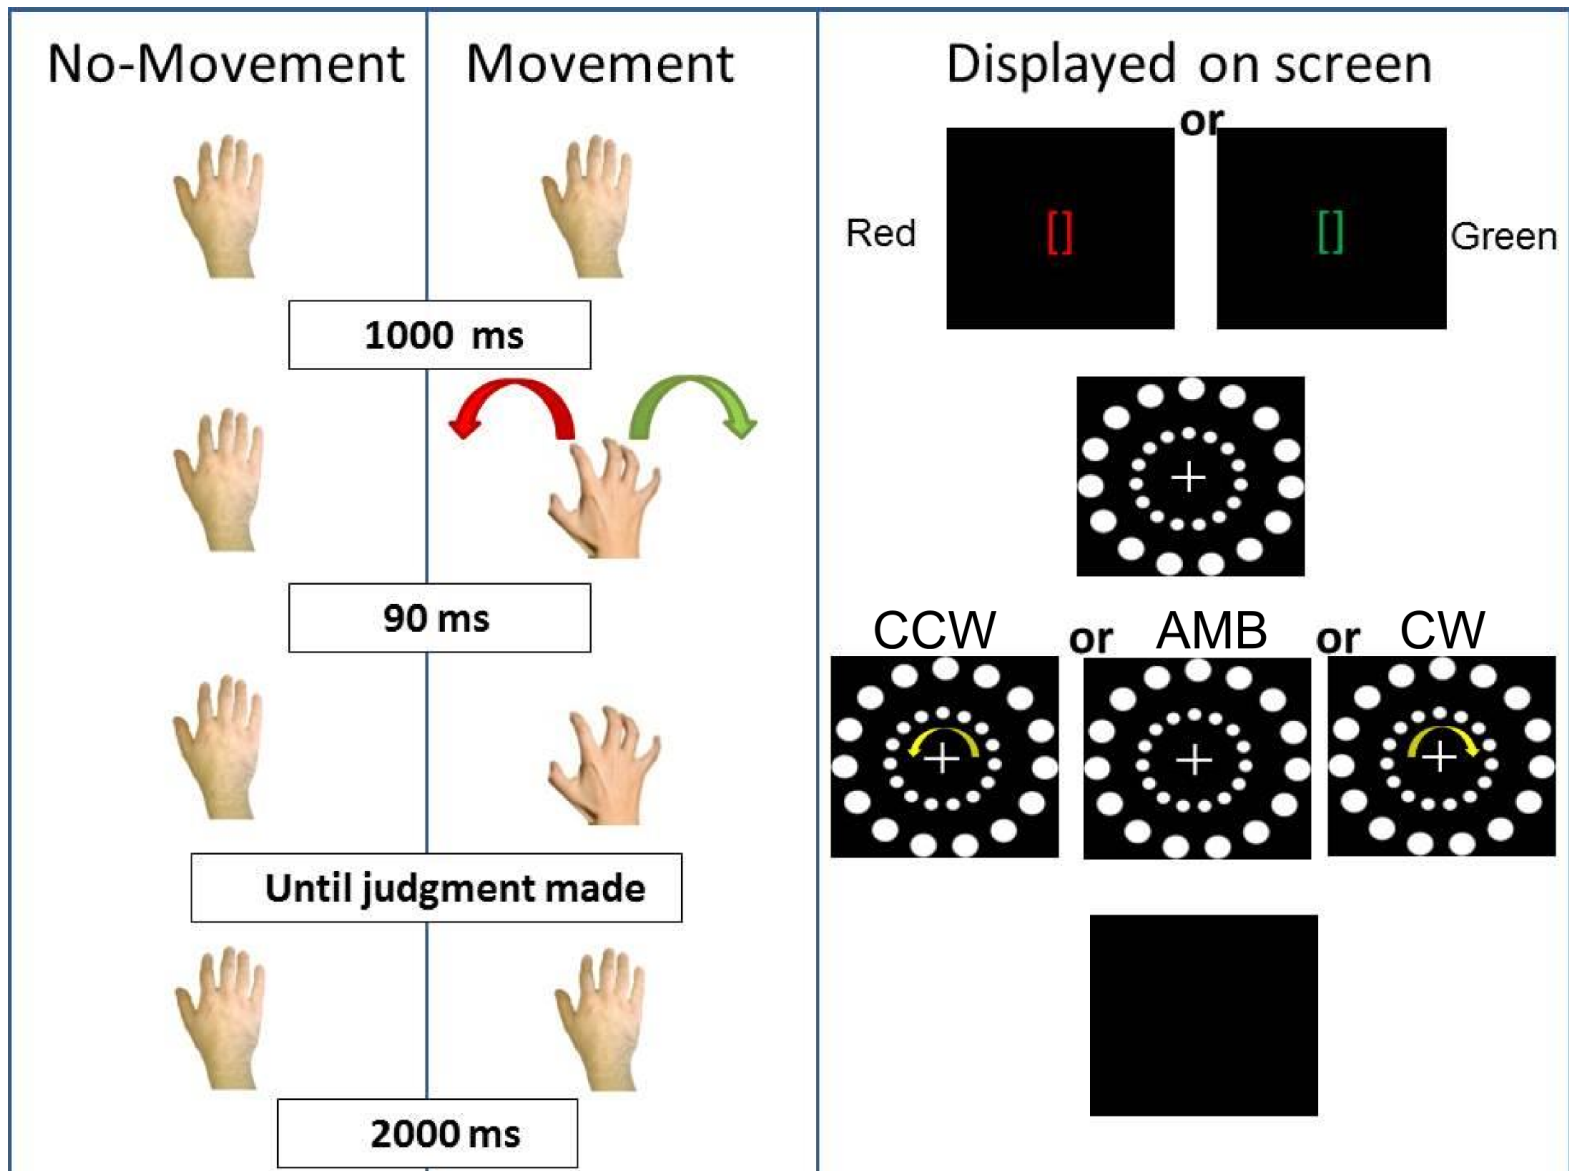 No-Movement
Movement
Displayed on screen
or
Red
[]
[]
Green
1000 ms
90 ms
CCW or AMB or CW
Until judgment made
2000 ms